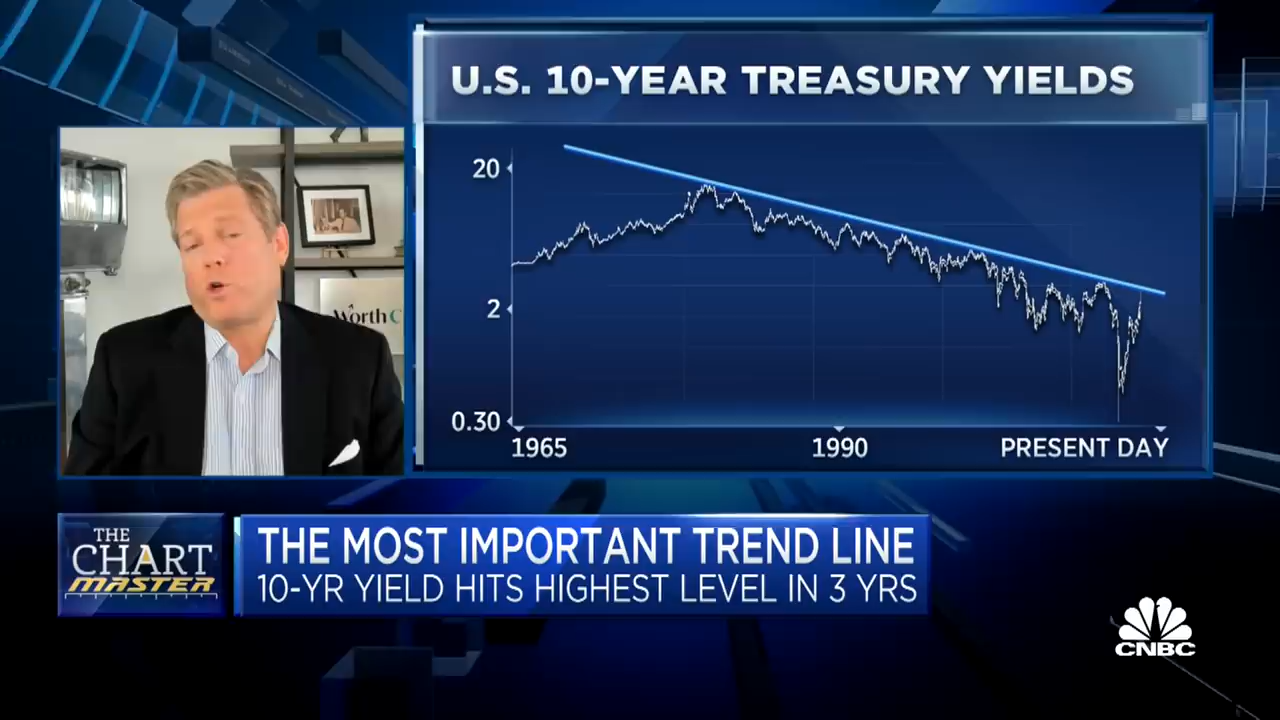 U.S. 10-YEAR TREASURY YIELDS
20
2
0.30
1965
1990
PRESENT DAY
Worth C
THE
CHART
MASTER
THE MOST IMPORTANT TREND LINE
10-YR YIELD HITS HIGHEST LEVEL IN 3 YRS
CNBC